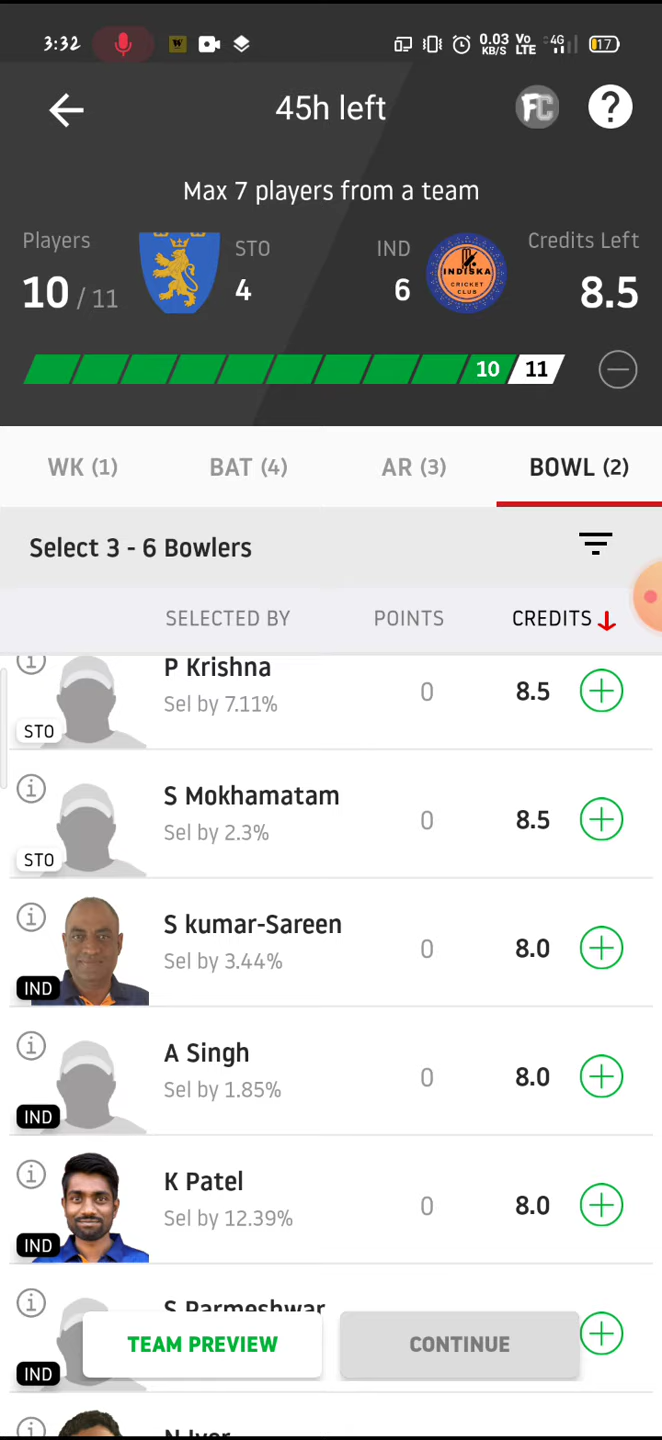 3:32 W 0.03 KB/S Vo LTE 4G 17
45h left FC ?
Max 7 players from a team
Players STO IND Credits Left
10 / 11 4 6 8.5
INDISKA
CRICKET
CLUB
10 11
WK (1) BAT (4) AR (3) BOWL (2)
Select 3 - 6 Bowlers
SELECTED BY POINTS CREDITS
P Krishna
Sel by 7.11% 0 8.5
STO
S Mokhamatam
Sel by 2.3% 0 8.5
STO
S kumar-Sareen
Sel by 3.44% 0 8.0
IND
A Singh
Sel by 1.85% 0 8.0
IND
K Patel
Sel by 12.39% 0 8.0
IND
S Parmeshwar
TEAM PREVIEW CONTINUE
IND
N Iyer